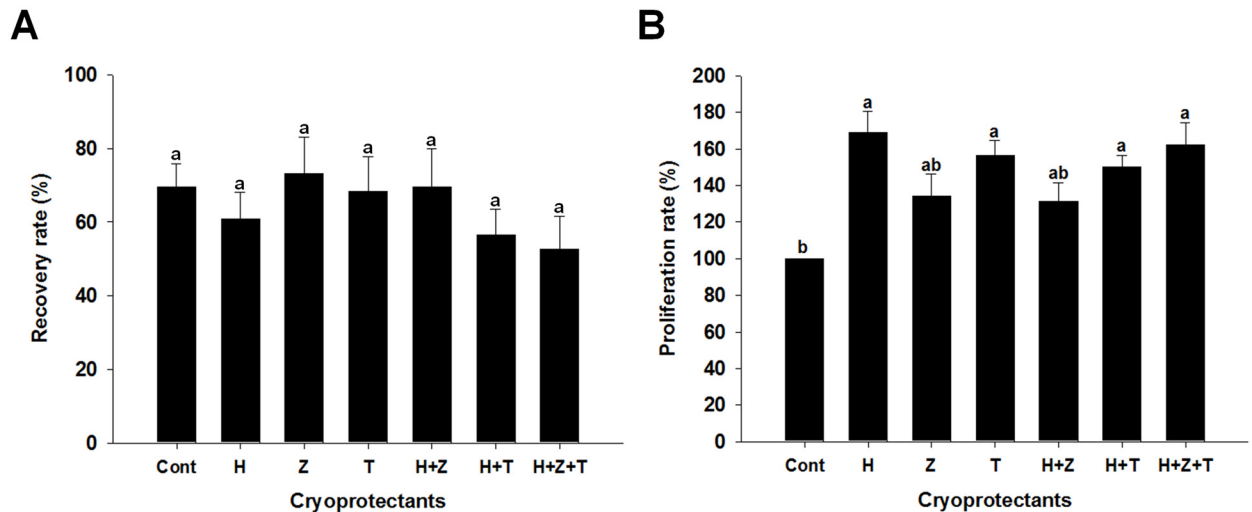 A
Recovery rate (%)
100
80
60
40
20
0
a
a
a
a
a
a
a
Cont H Z T H+Z H+T H+Z+T
Cryoprotectants
B
Proliferation rate (%)
200
180
160
140
120
100
80
60
40
20
0
b
a
ab
a
ab
a
a
Cont H Z T H+Z H+T H+Z+T
Cryoprotectants